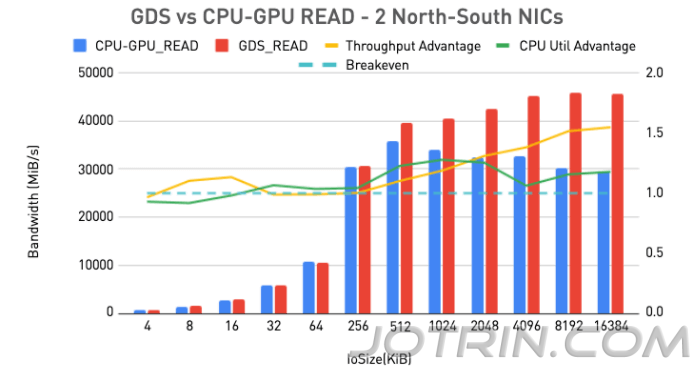 GDS vs CPU-GPU READ - 2 North-South NICs
CPU-GPU_READ GDS_READ Throughput Advantage CPU Util Advantage
Breakeven
50000 2.0
40000 1.5
30000
1.0
20000
10000 0.5
0 0.0
Bandwidth (MiB/s)
4 8 16 32 64 256 512 1024 2048 4096 8192 16384
IoSize(KiB)
JOTRIN.COM